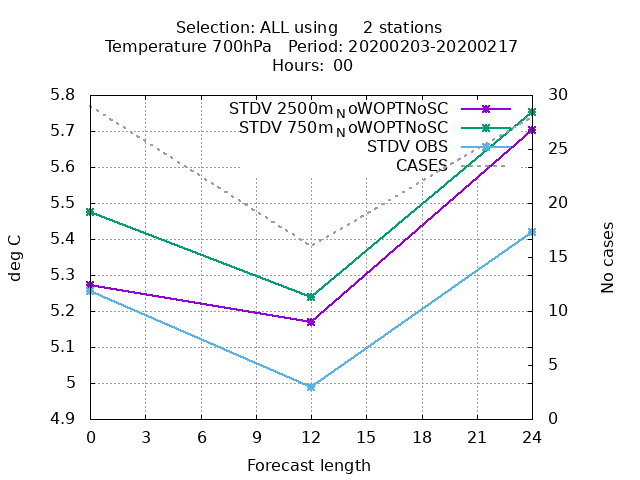 Selection: ALL using 2 stations
Temperature 700hPa Period: 20200203-20200217
Hours: 00
5.8
5.7
5.6
5.5
5.4
5.3
5.2
5.1
5
4.9
30
25
20
15
10
5
0
STDV 2500m_NoWOPTNoSC
STDV 750m_NoWOPTNoSC
STDV OBS
CASES
deg C
No cases
0 3 6 9 12 15 18 21 24
Forecast length